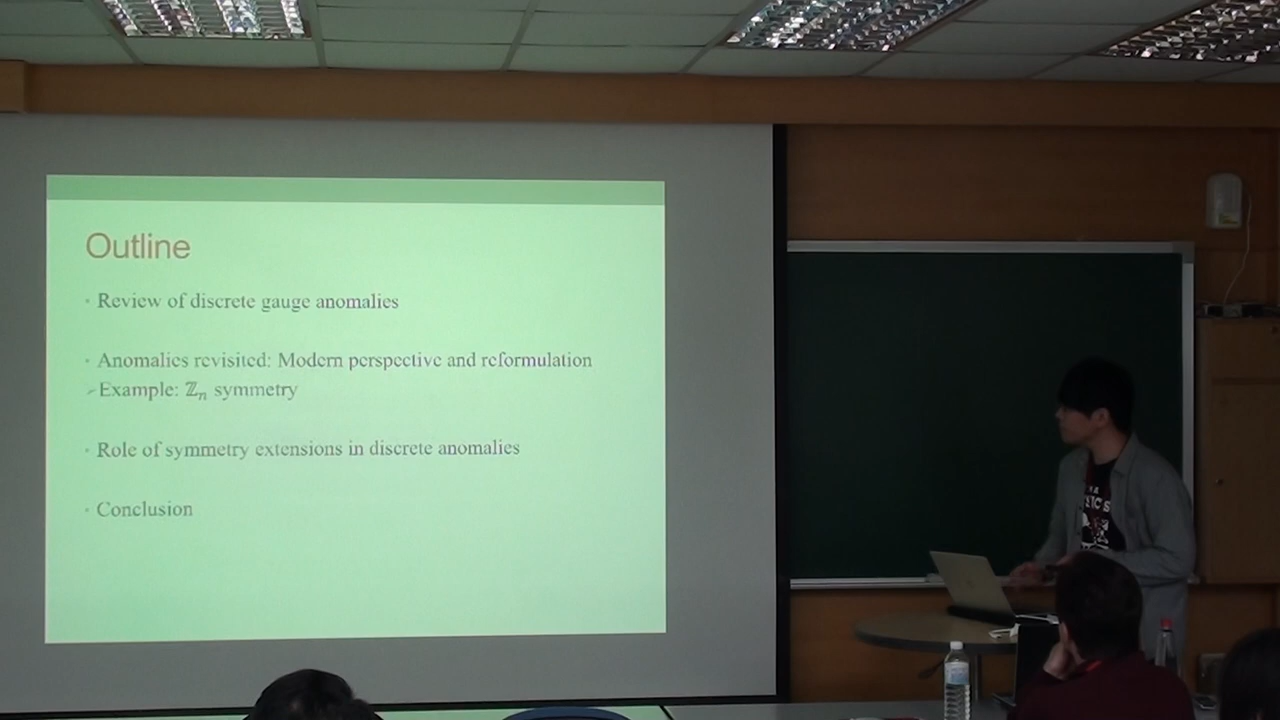 Outline
· Review of discrete gauge anomalies
· Anomalies revisited: Modern perspective and reformulation
Example: ℤₙ symmetry
· Role of symmetry extensions in discrete anomalies
· Conclusion